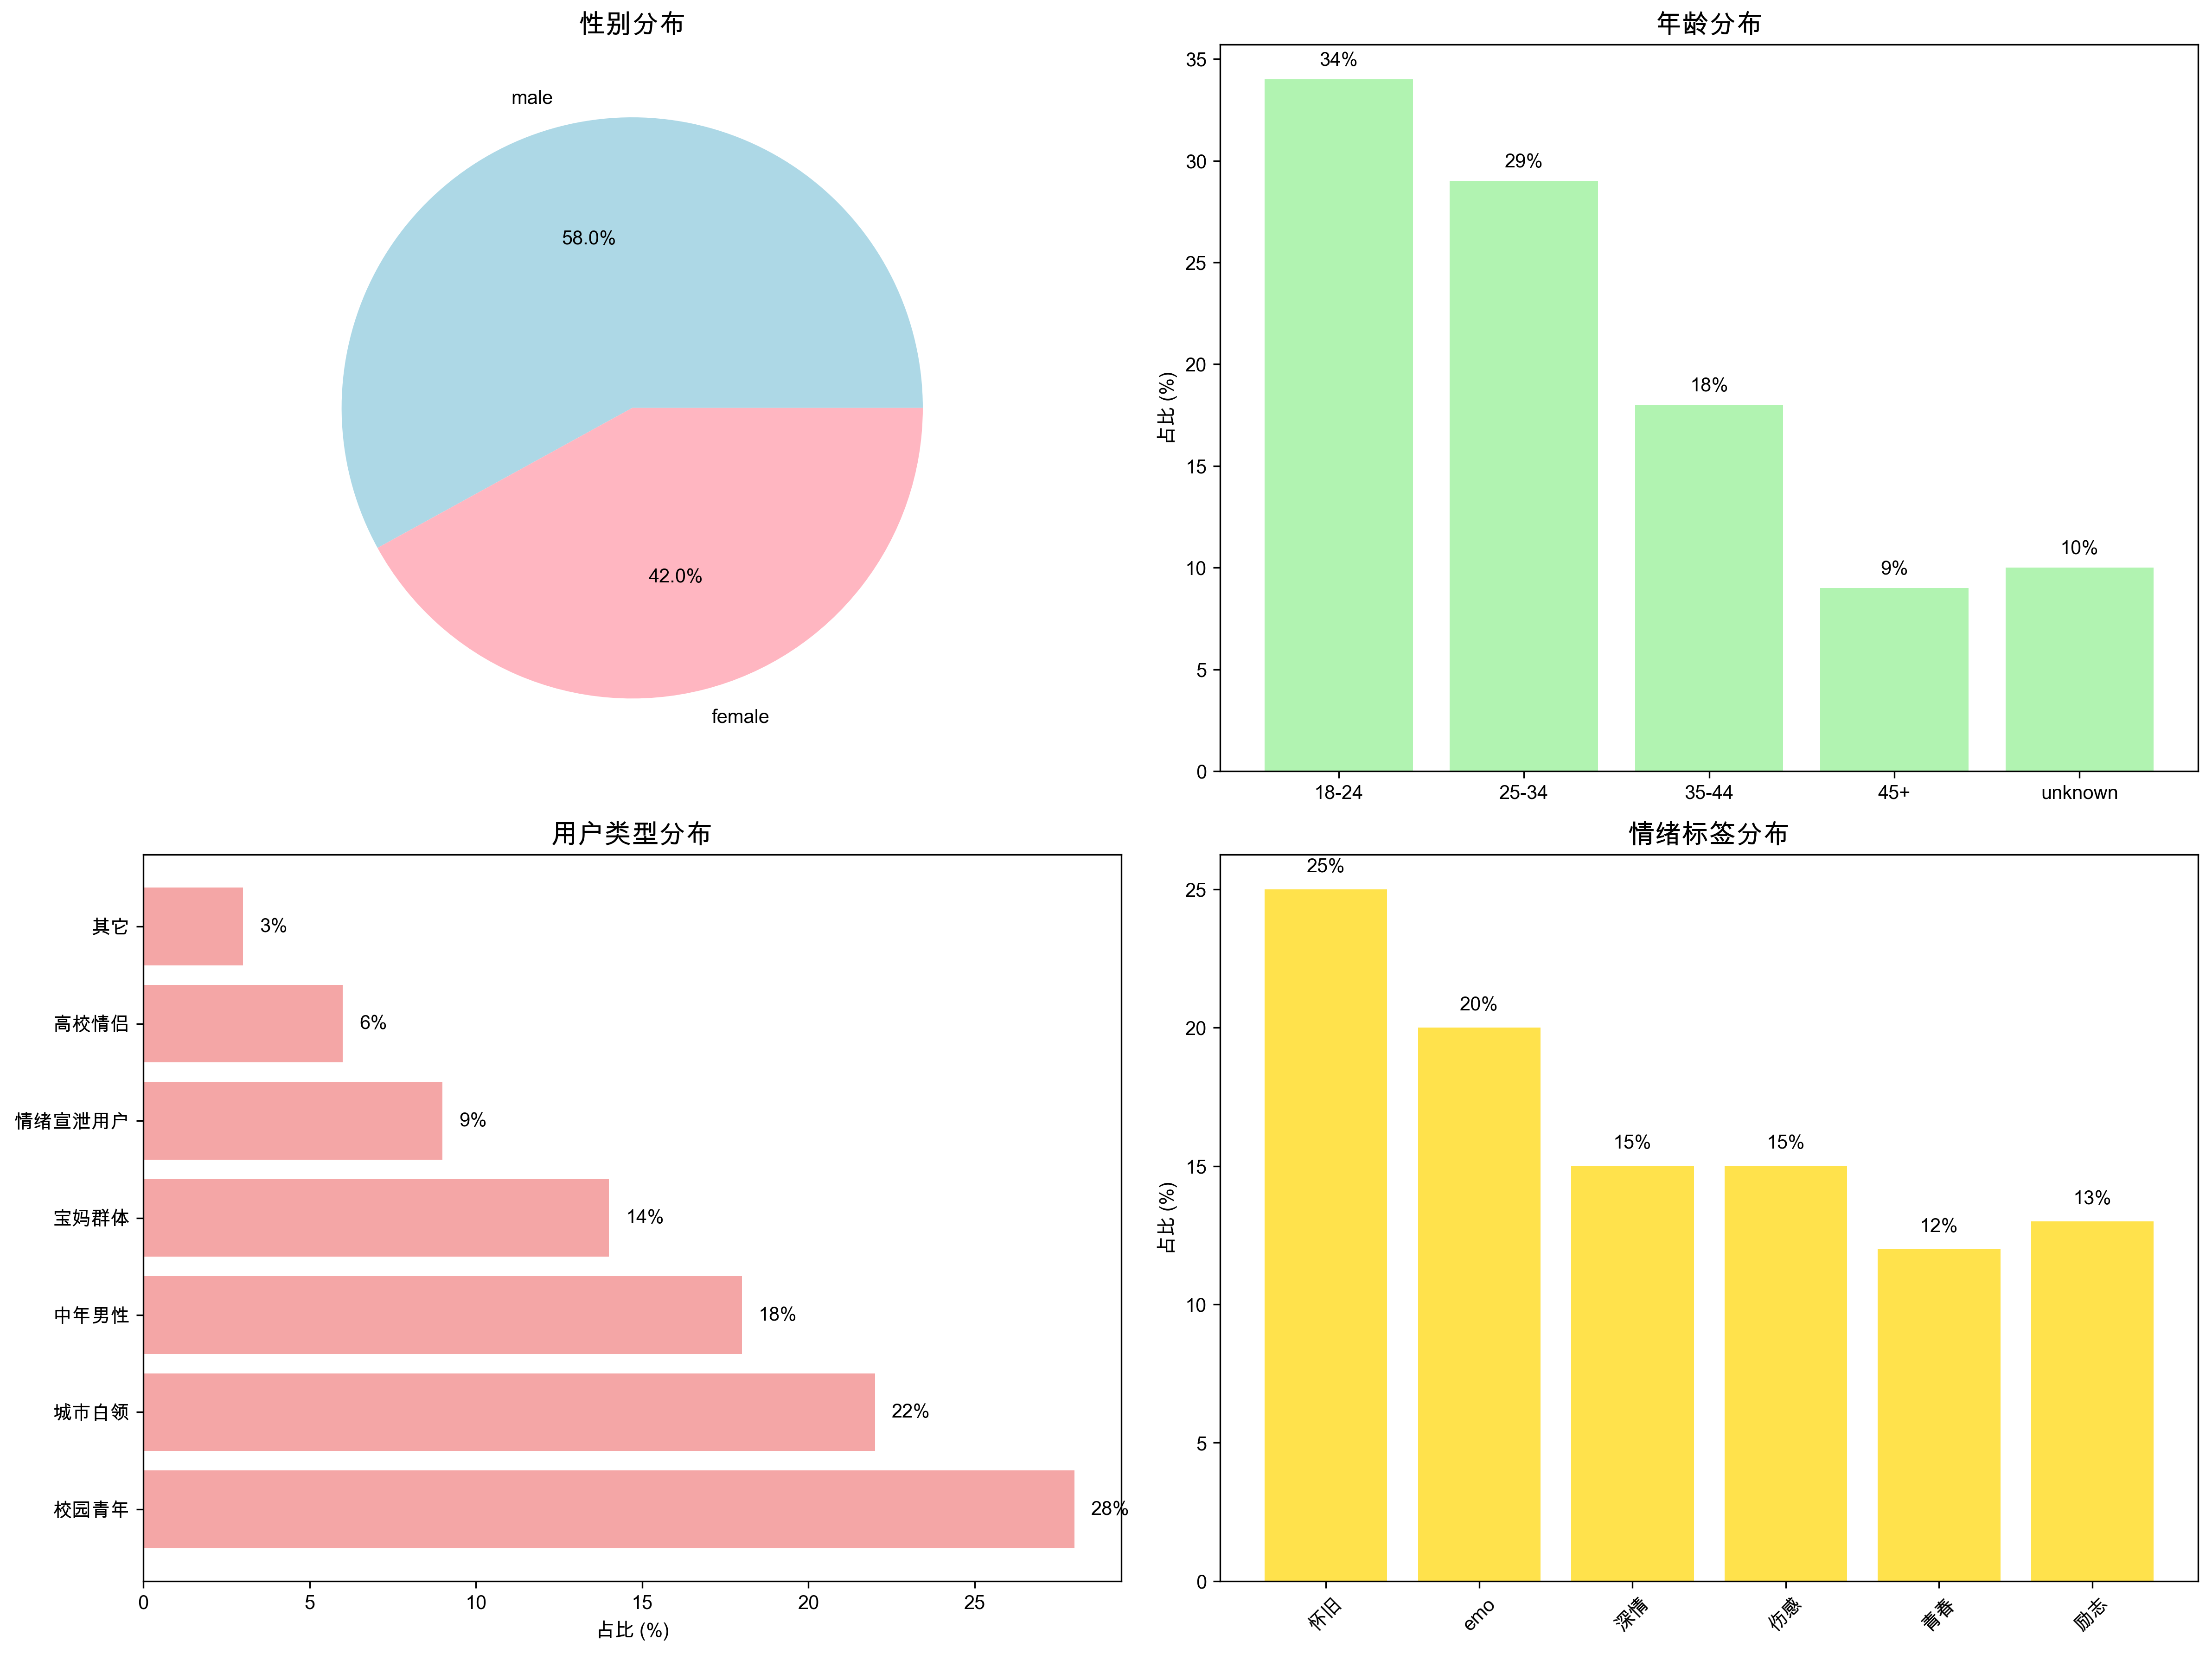 性别分布
male
58.0%
42.0%
female
年龄分布
占比 (%)
35
30
25
20
15
10
5
0
34%
29%
18%
9%
10%
18-24
25-34
35-44
45+
unknown
用户类型分布
其它
3%
高校情侣
6%
情绪宣泄用户
9%
宝妈群体
14%
中年男性
18%
城市白领
22%
校园青年
28%
0
5
10
15
20
25
占比 (%)
情绪标签分布
占比 (%)
25
20
15
10
5
0
25%
20%
15%
15%
12%
13%
怀旧
emo
深情
伤感
青春
励志